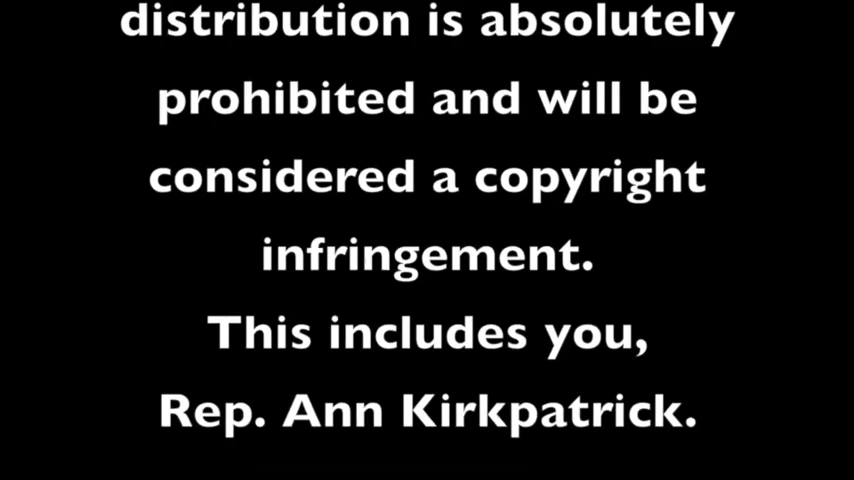 distribution is absolutely
prohibited and will be
considered a copyright
infringement.
This includes you,
Rep. Ann Kirkpatrick.